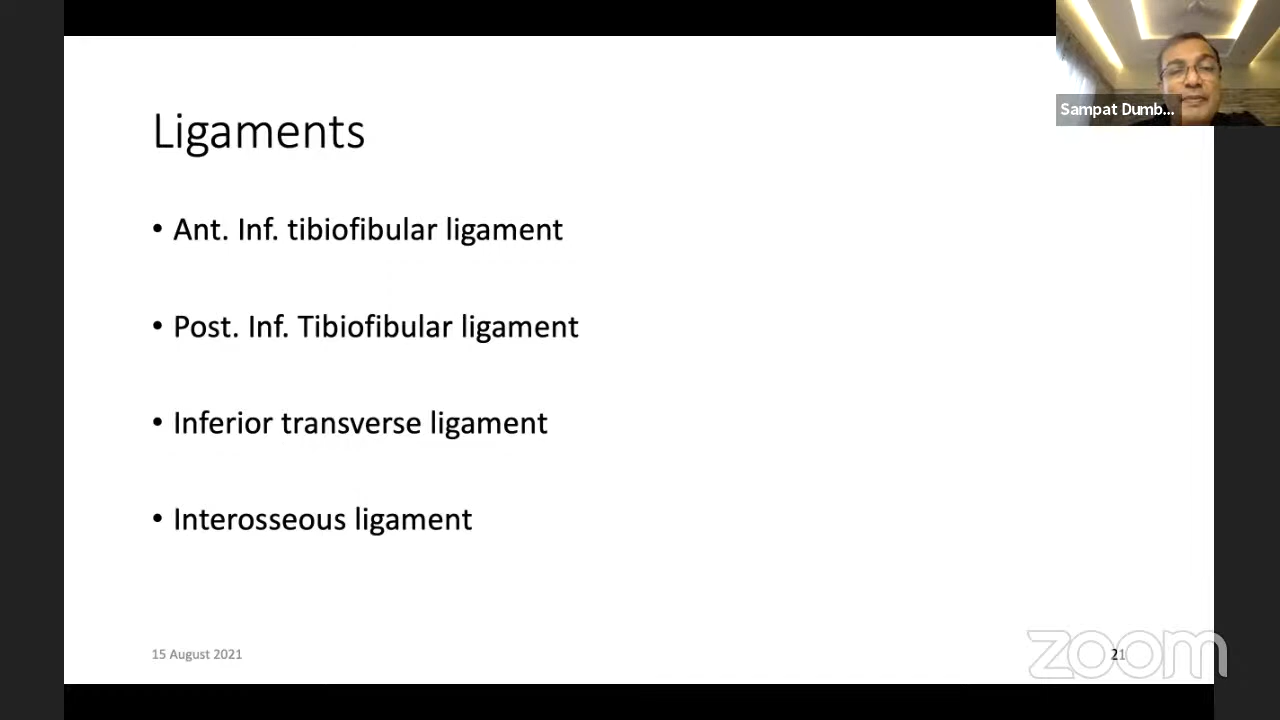 Sampat Dumb...
Ligaments
• Ant. Inf. tibiofibular ligament
• Post. Inf. Tibiofibular ligament
• Inferior transverse ligament
• Interosseous ligament
15 August 2021
21
zoom